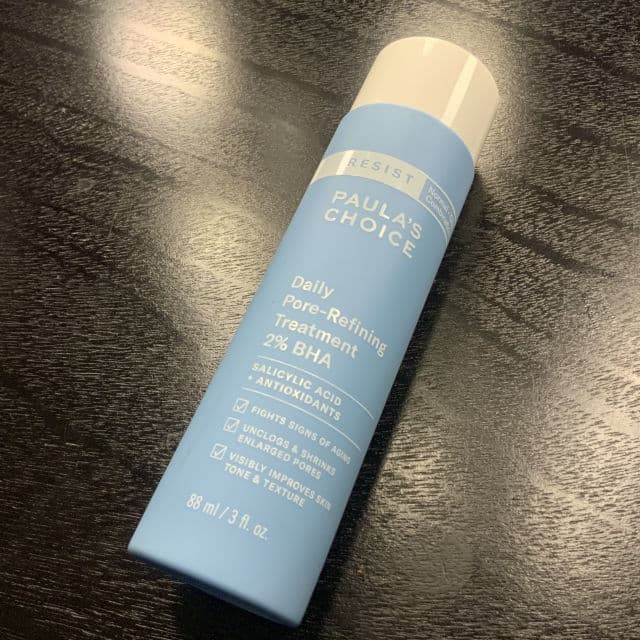 RESIST
PAULA'S
CHOICE
Daily
Pore-Refining
Treatment
2% BHA
SALICYLIC ACID
+ ANTIOXIDANTS
FIGHTS SIGNS OF AGING
UNCLOGS & SHRINKS
ENLARGED PORES
VISIBLY IMPROVES SKIN
TONE & TEXTURE
88 ml / 3 fl. oz.